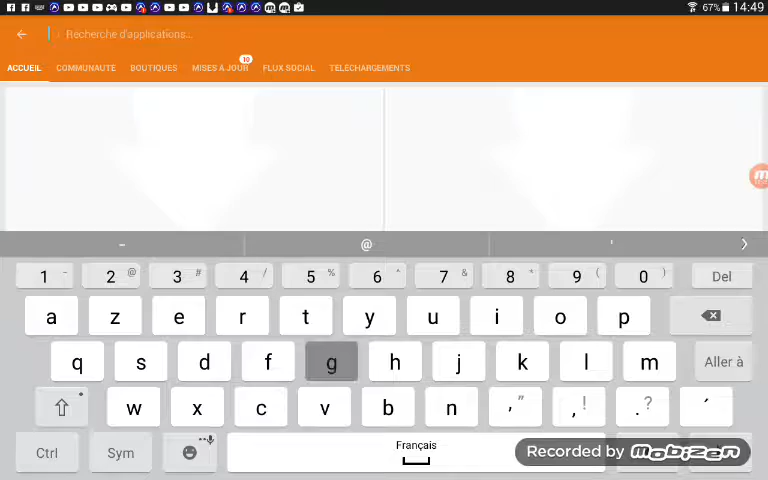 67% 14:49
Recherche d'applications...
ACCUEIL COMMUNAUTE BOUTIQUES MISES À JOUR 10 FLUX SOCIAL TELECHARGEMENTS
- @ '
1 - 2 @ 3 # 4 / 5 % 6 ^ 7 & 8 * 9 ( 0 ) Del
a z e r t y u i o p
q s d f g h j k l m Aller à
w x c v b n ' " , ! . ? ´
Ctrl Sym Français Recorded by mobizen